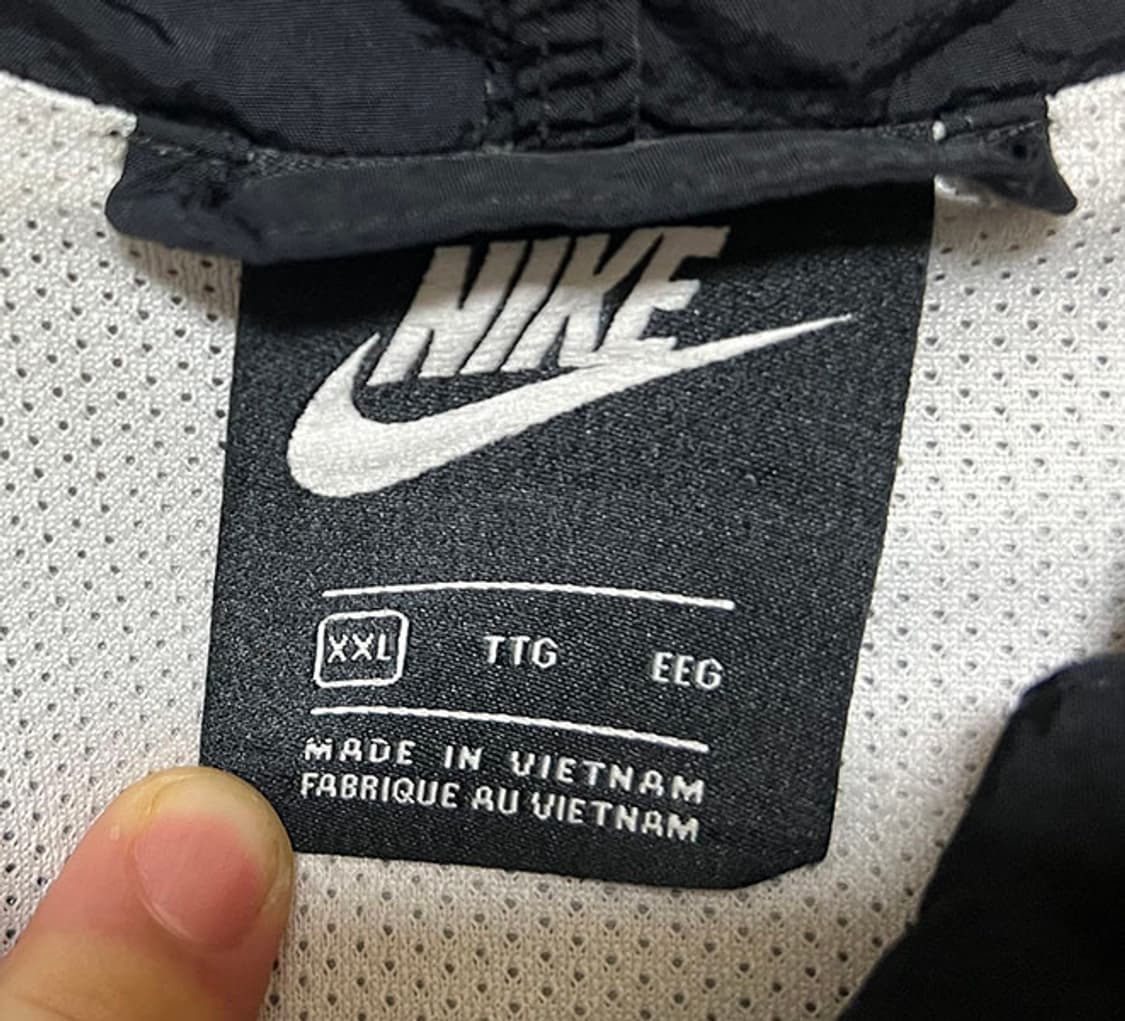 NIKE
XXL TTG EEG
MADE IN VIETNAM
FABRIQUE AU VIETNAM